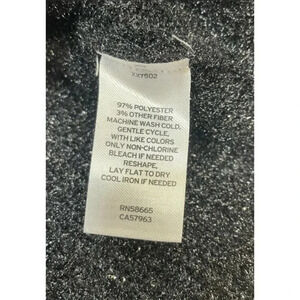 97% POLYESTER
3% OTHER FIBER
MACHINE WASH COLD,
GENTLE CYCLE,
WITH LIKE COLORS
ONLY NON-CHLORINE
BLEACH IF NEEDED
RESHAPE,
LAY FLAT TO DRY
COOL IRON IF NEEDED
RN58665
CA57963